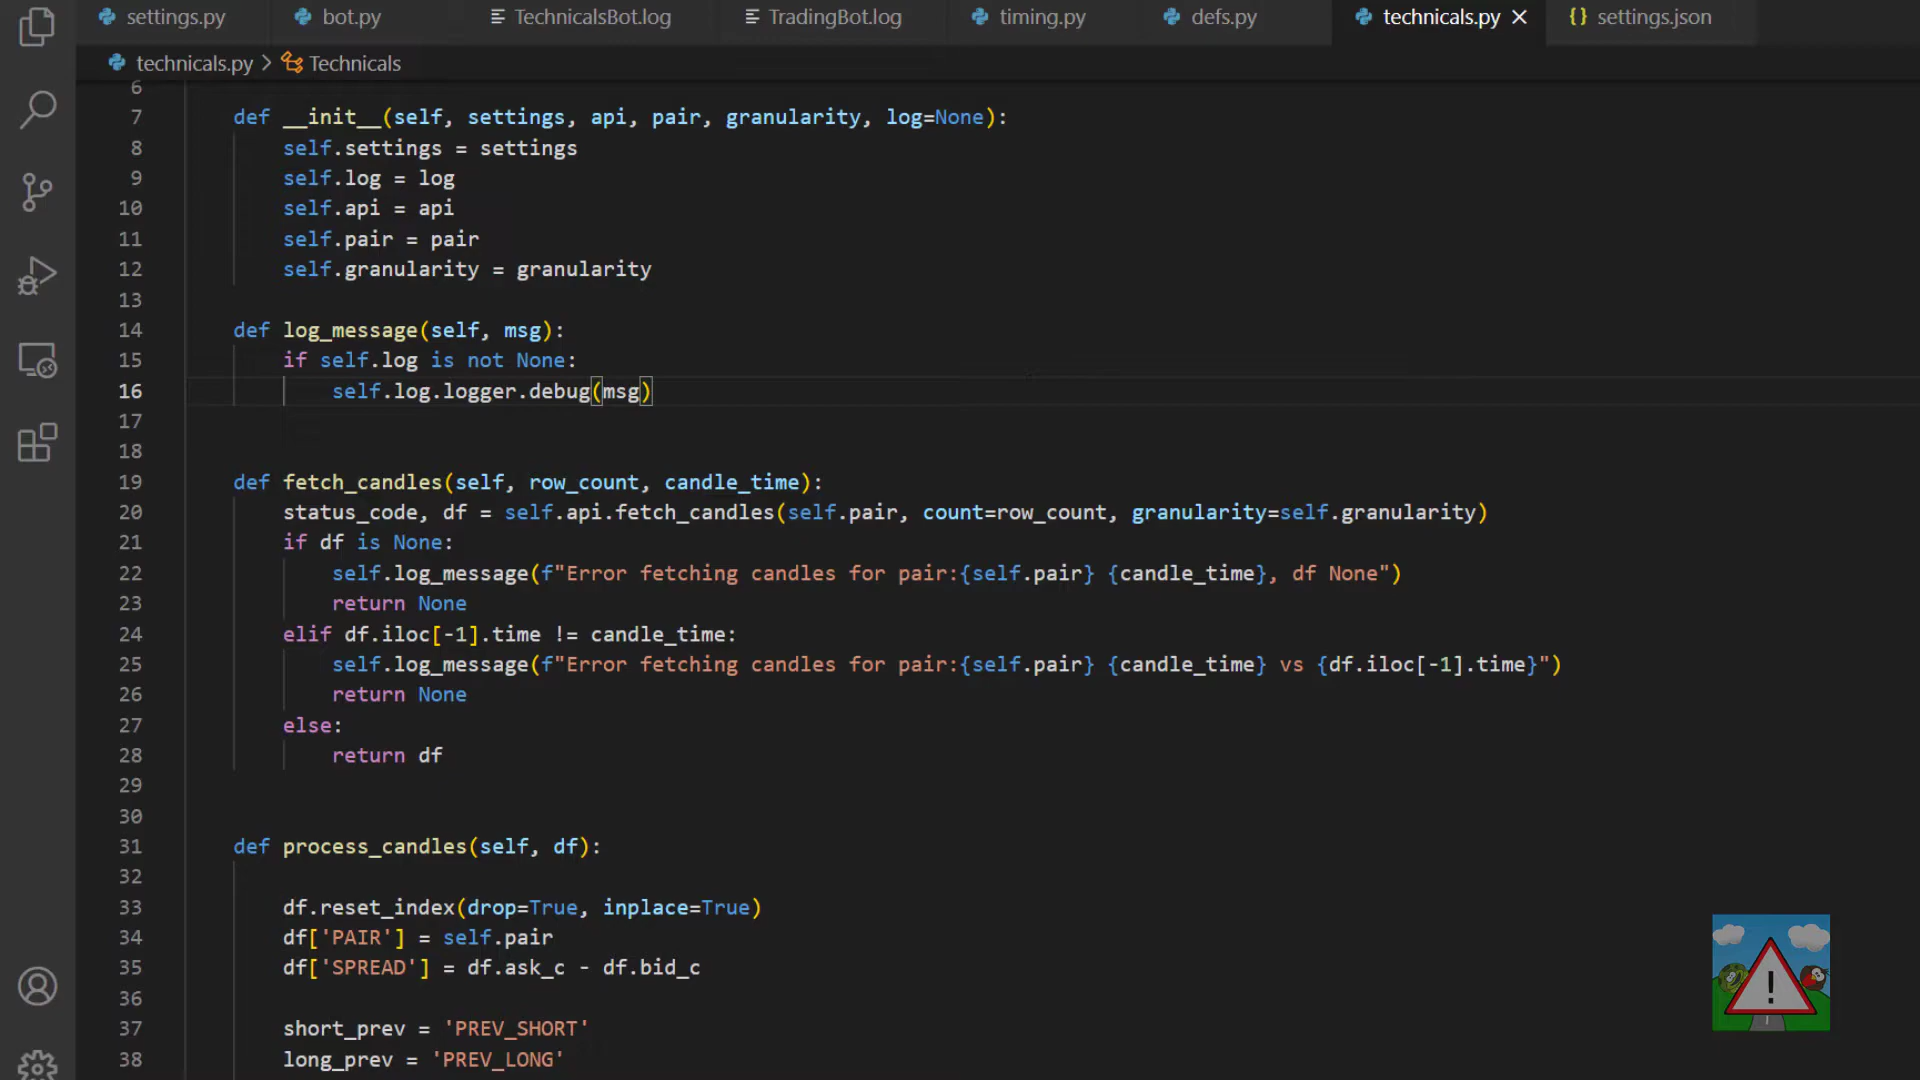 settings.py
bot.py
TechnicalsBot.log
TradingBot.log
timing.py
defs.py
technicals.py
settings.json
technicals.py > Technicals
6
7 def __init__(self, settings, api, pair, granularity, log=None):
8 self.settings = settings
9 self.log = log
10 self.api = api
11 self.pair = pair
12 self.granularity = granularity
13
14 def log_message(self, msg):
15 if self.log is not None:
16 self.log.logger.debug(msg)
17
18
19 def fetch_candles(self, row_count, candle_time):
20 status_code, df = self.api.fetch_candles(self.pair, count=row_count, granularity=self.granularity)
21 if df is None:
22 self.log_message(f"Error fetching candles for pair:{self.pair} {candle_time}, df None")
23 return None
24 elif df.iloc[-1].time != candle_time:
25 self.log_message(f"Error fetching candles for pair:{self.pair} {candle_time} vs {df.iloc[-1].time}")
26 return None
27 else:
28 return df
29
30
31 def process_candles(self, df):
32
33 df.reset_index(drop=True, inplace=True)
34 df['PAIR'] = self.pair
35 df['SPREAD'] = df.ask_c - df.bid_c
36
37 short_prev = 'PREV_SHORT'
38 long_prev = 'PREV_LONG'
!